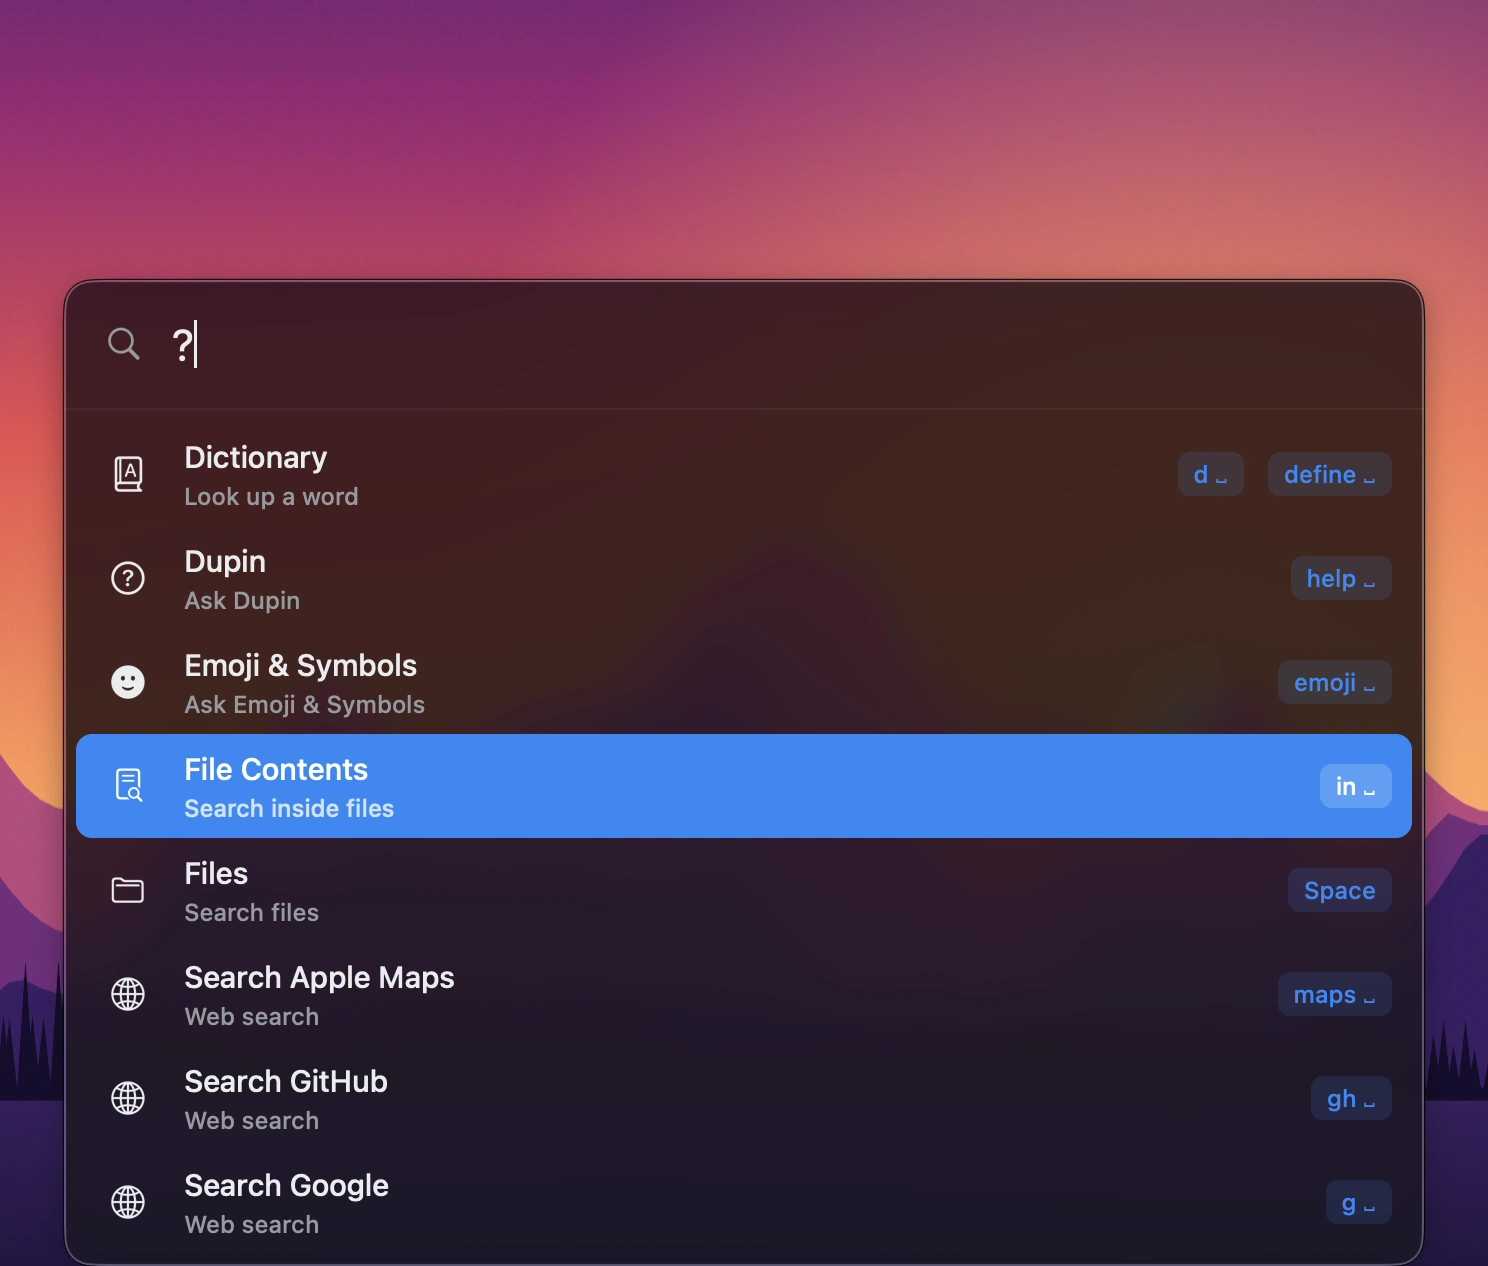 ?
Dictionary
Look up a word
d ⎵ define ⎵
Dupin
Ask Dupin
help ⎵
Emoji & Symbols
Ask Emoji & Symbols
emoji ⎵
File Contents
Search inside files
in ⎵
Files
Search files
Space
Search Apple Maps
Web search
maps ⎵
Search GitHub
Web search
gh ⎵
Search Google
Web search
g ⎵